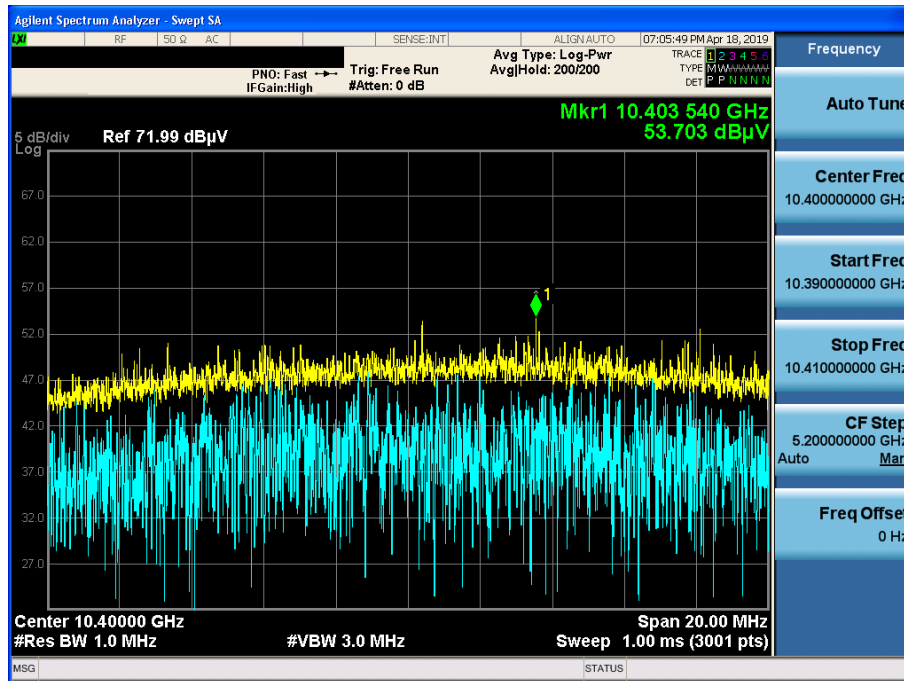 Agilent Spectrum Analyzer - Swept SA
LXI RF 50 Ω AC SENSE:INT ALIGN AUTO 07:05:49 PM Apr 18, 2019
PNO: Fast
IFGain:High
Trig: Free Run
#Atten: 0 dB
Avg Type: Log-Pwr
Avg|Hold: 200/200
TRACE 1 2 3 4 5 6
TYPE M W
DET P P N N N N
Mkr1 10.403 540 GHz
53.703 dBµV
5 dB/div Ref 71.99 dBµV
Log
67.0
62.0
57.0
52.0
47.0
42.0
37.0
32.0
27.0
1
Center 10.40000 GHz Span 20.00 MHz
#Res BW 1.0 MHz #VBW 3.0 MHz Sweep 1.00 ms (3001 pts)
MSG STATUS
Frequency
Auto Tune
Center Freq
10.400000000 GHz
Start Freq
10.390000000 GHz
Stop Freq
10.410000000 GHz
CF Step
5.200000000 GHz
Auto Man
Freq Offset
0 Hz